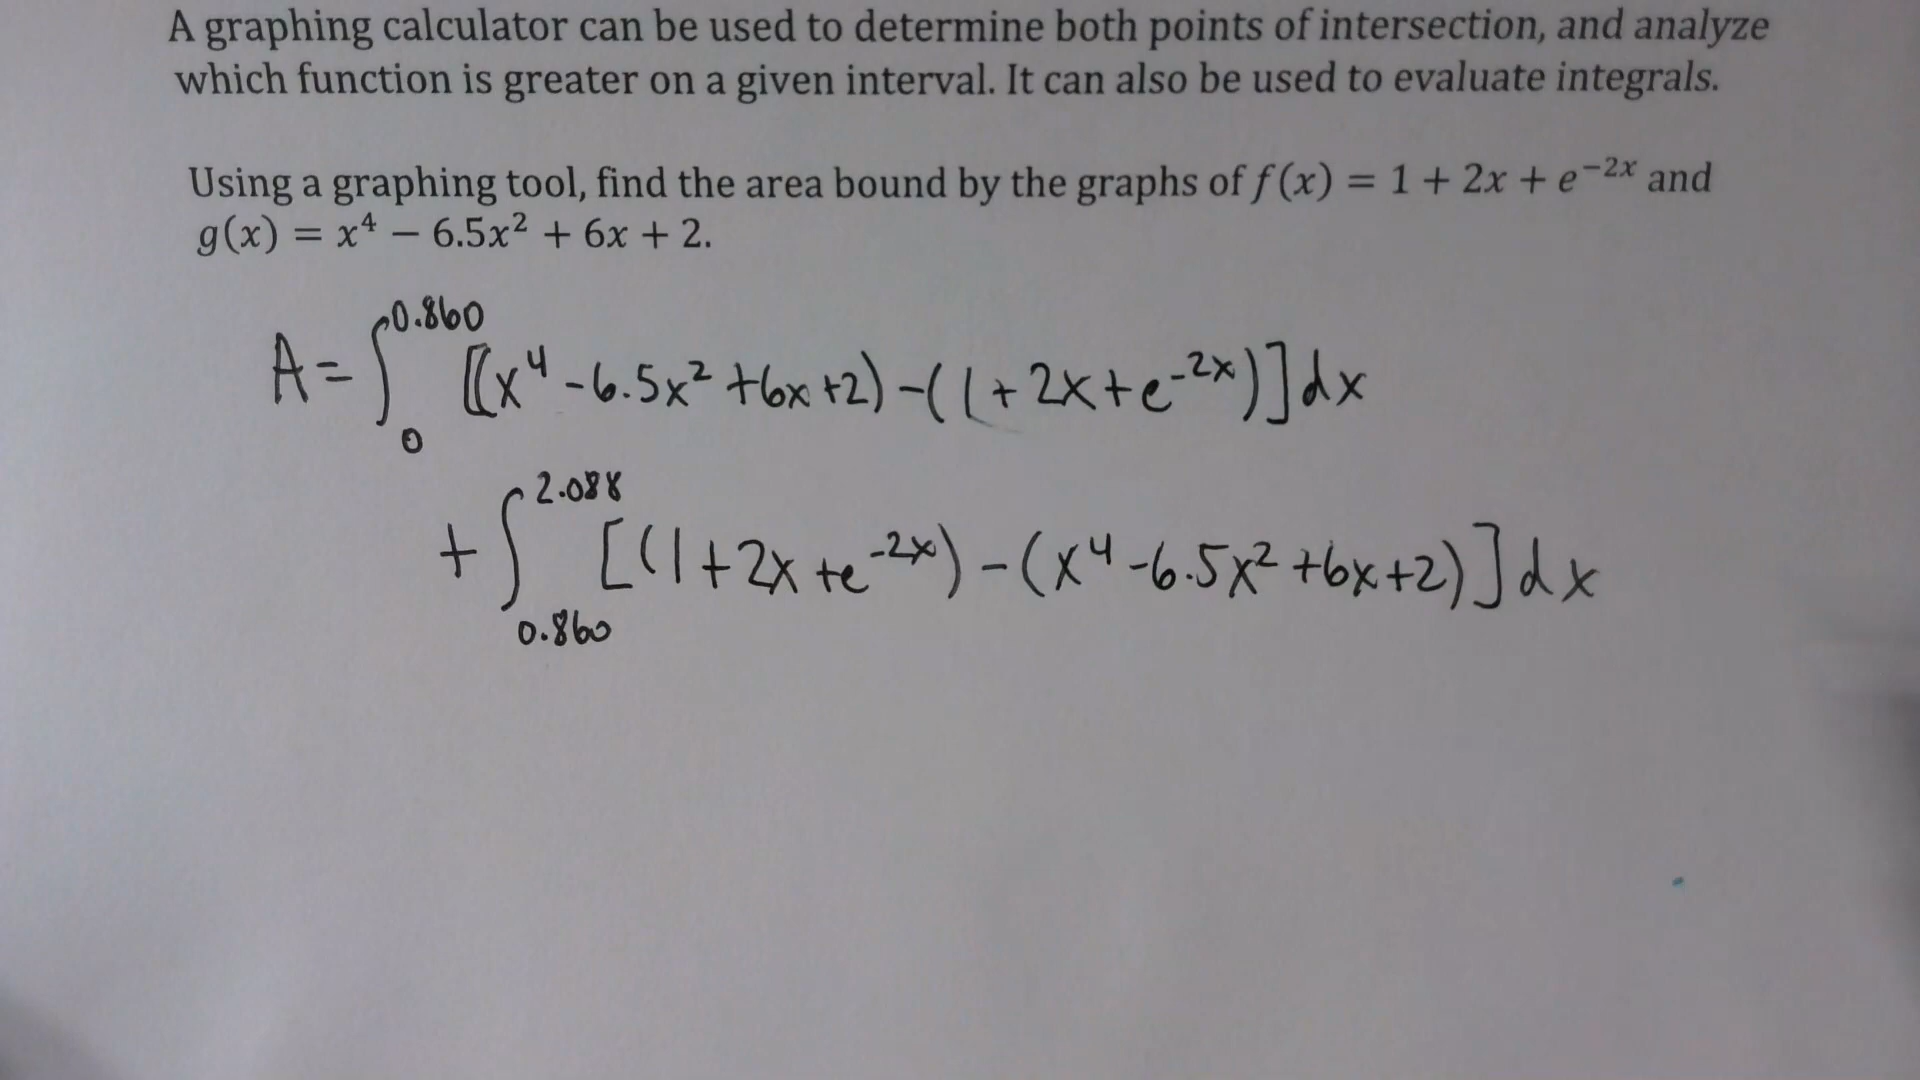 A graphing calculator can be used to determine both points of intersection, and analyze
which function is greater on a given interval. It can also be used to evaluate integrals.
Using a graphing tool, find the area bound by the graphs of f(x) = 1 + 2x + e⁻²ˣ and
g(x) = x⁴ − 6.5x² + 6x + 2.
A = ∫₀^0.860 [(x⁴ - 6.5x² + 6x + 2) - (1 + 2x + e⁻²ˣ)] dx
+ ∫_0.860^2.088 [(1 + 2x + e⁻²ˣ) - (x⁴ - 6.5x² + 6x + 2)] dx